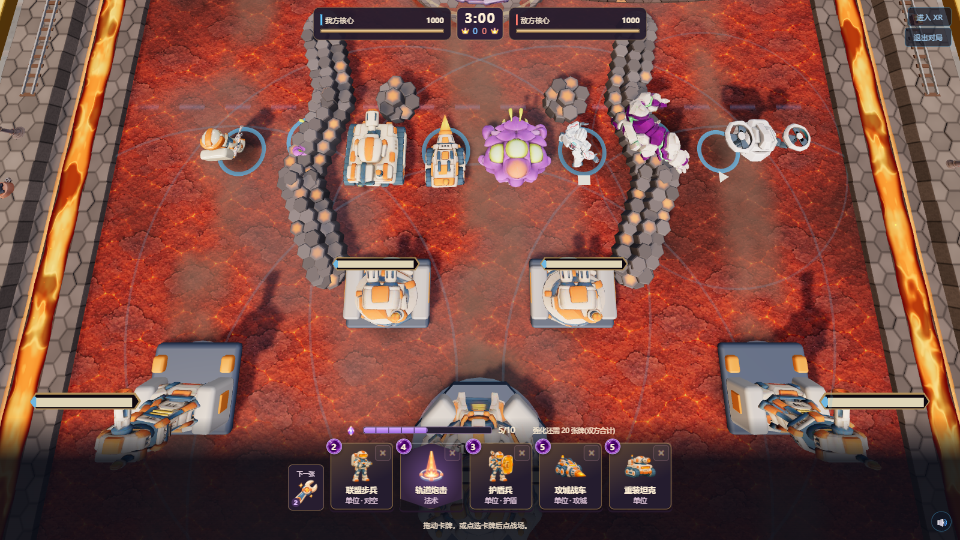 我方核心 1000
3:00
0 0
敌方核心 1000
进入 XR
退出对局
5/10
强化还需 20 张牌(双方合计)
下一张
2
2
联盟步兵
单位·对空
4
轨道炮击
法术
3
护盾兵
单位·护盾
5
攻城战车
单位·攻城
5
重装坦克
单位
拖动卡牌，或点选卡牌后点战场。